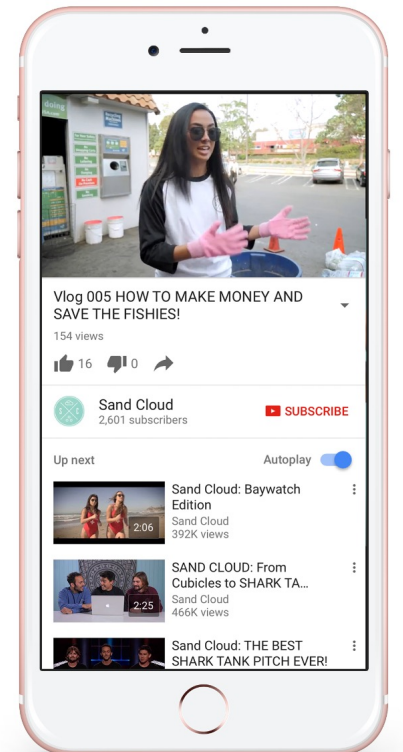 doing
Vlog 005 HOW TO MAKE MONEY AND
SAVE THE FISHIES!
154 views
16
0
Sand Cloud
2,601 subscribers
SUBSCRIBE
Up next
Autoplay
Sand Cloud: Baywatch
Edition
Sand Cloud
392K views
2:06
SAND CLOUD: From
Cubicles to SHARK TA...
Sand Cloud
466K views
2:25
Sand Cloud: THE BEST
SHARK TANK PITCH EVER!